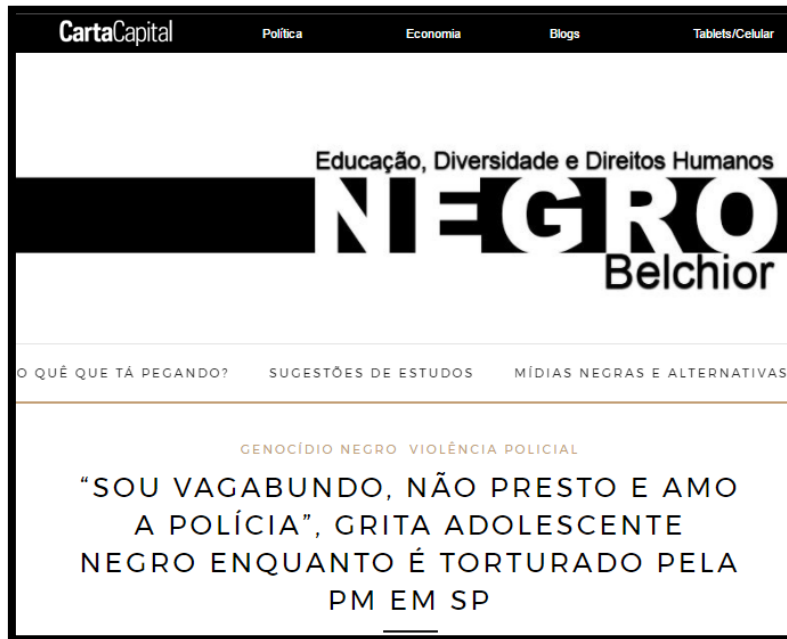 CartaCapital Política Economia Blogs Tablets/Celular
Educação, Diversidade e Direitos Humanos
NEGRO
Belchior
O QUÊ QUE TÁ PEGANDO? SUGESTÕES DE ESTUDOS MÍDIAS NEGRAS E ALTERNATIVAS
GENOCÍDIO NEGRO VIOLÊNCIA POLICIAL
“SOU VAGABUNDO, NÃO PRESTO E AMO
A POLÍCIA”, GRITA ADOLESCENTE
NEGRO ENQUANTO É TORTURADO PELA
PM EM SP